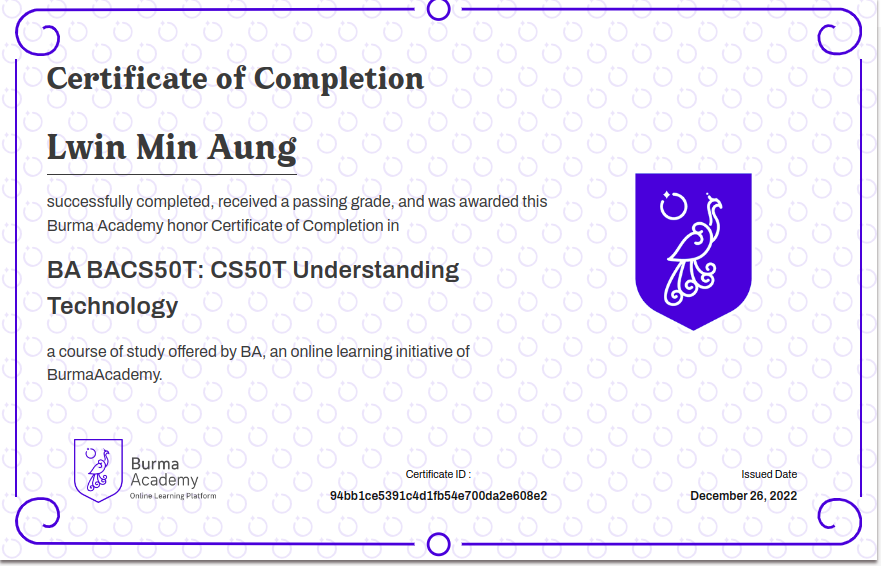 Certificate of Completion
Lwin Min Aung
successfully completed, received a passing grade, and was awarded this
Burma Academy honor Certificate of Completion in
BA BACS50T: CS50T Understanding
Technology
a course of study offered by BA, an online learning initiative of
BurmaAcademy.
Burma
Academy
Online Learning Platform
Certificate ID :
94bb1ce5391c4d1fb54e700da2e608e2
Issued Date
December 26, 2022